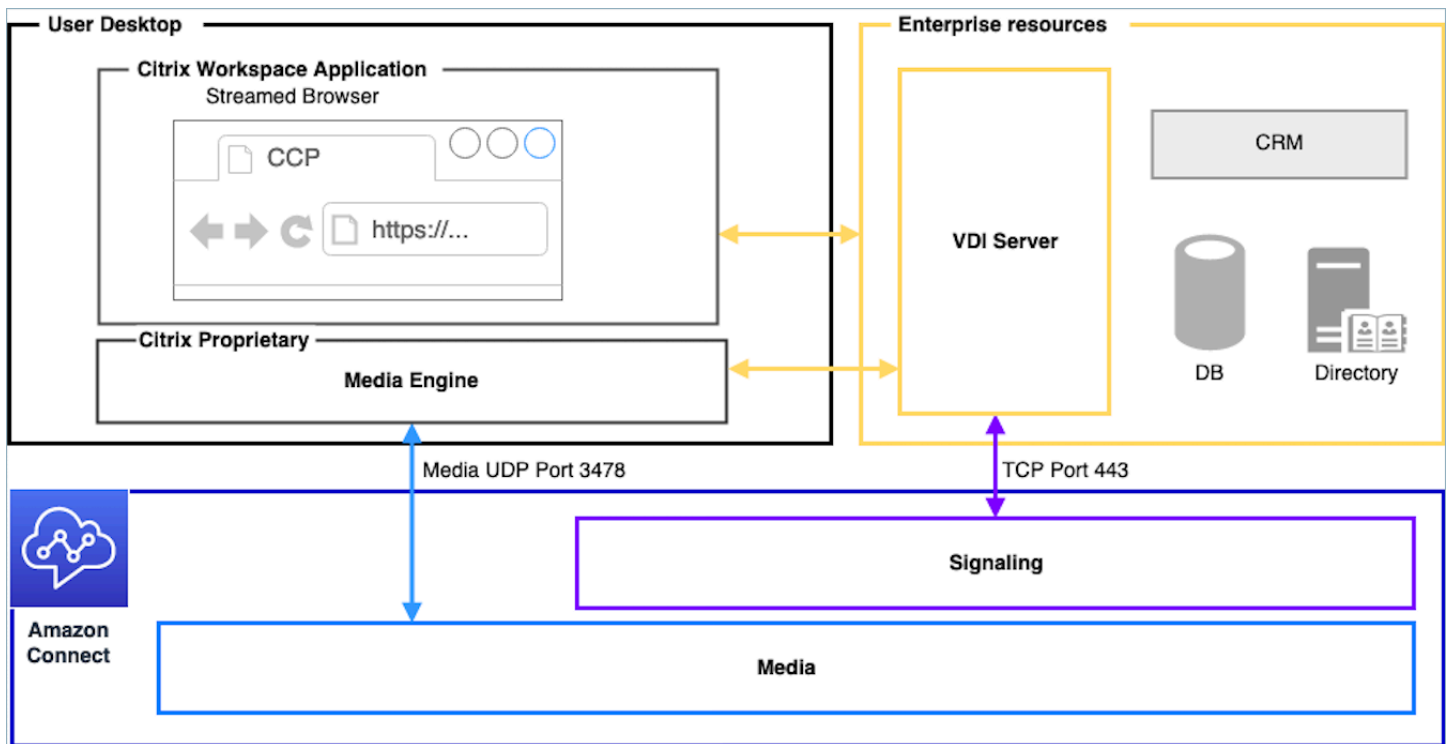 User Desktop
Enterprise resources
Citrix Workspace Application
Streamed Browser
CCP
https://...
Citrix Proprietary
Media Engine
VDI Server
CRM
DB
Directory
Media UDP Port 3478
TCP Port 443
Amazon
Connect
Signaling
Media